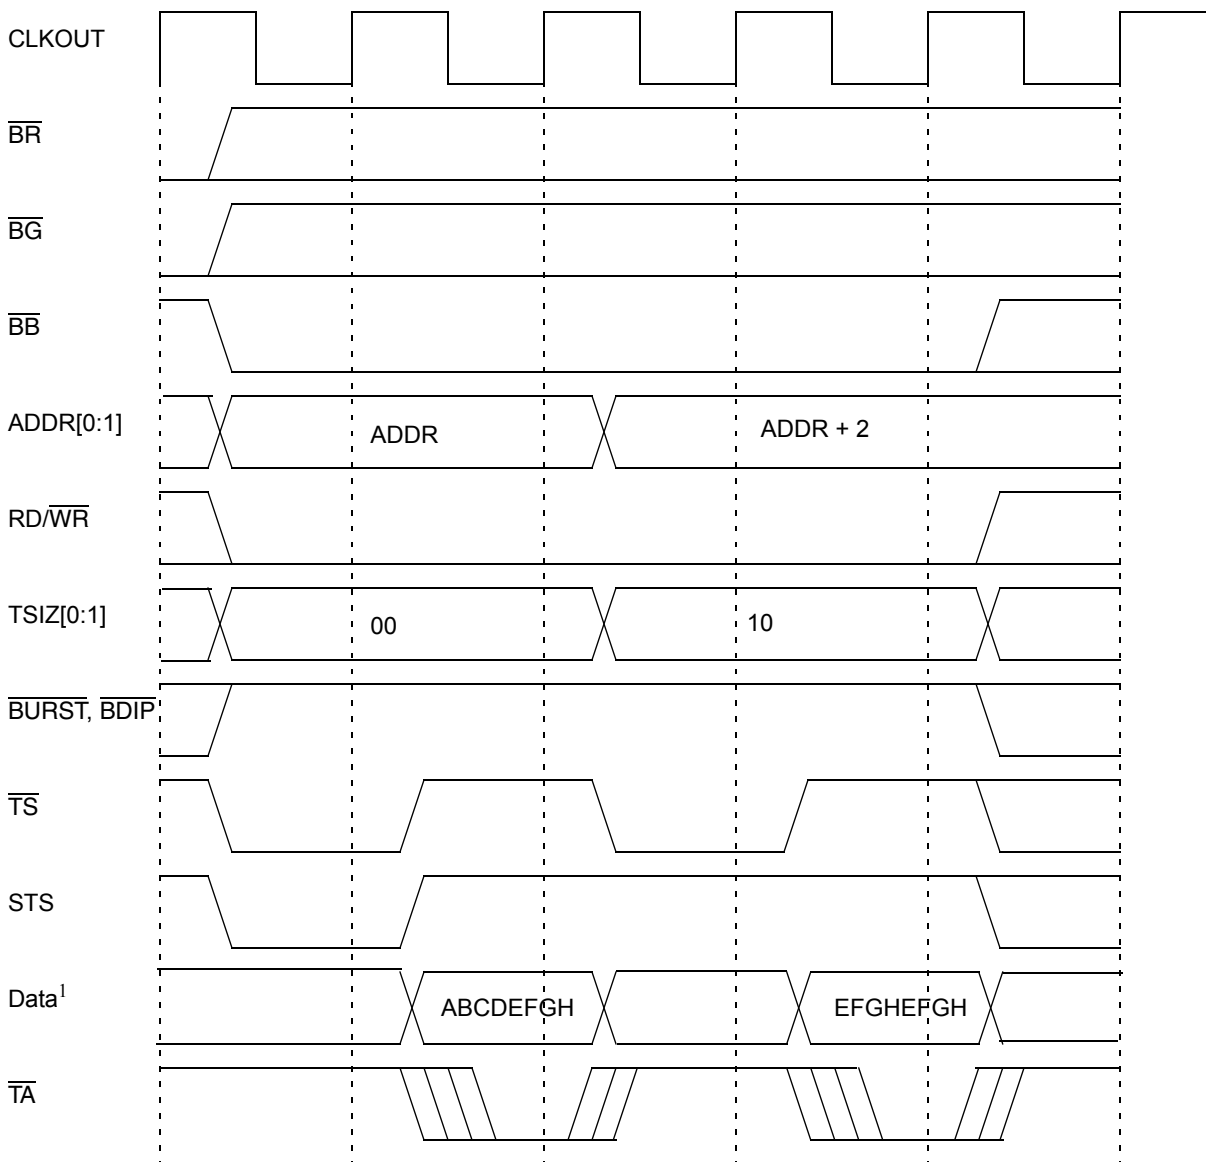 CLKOUT
BR
BG
BB
ADDR[0:1]
ADDR
ADDR + 2
RD/WR
TSIZ[0:1]
00
10
BURST, BDIP
TS
STS
Data1
ABCDEFGH
EFGHEFGH
TA